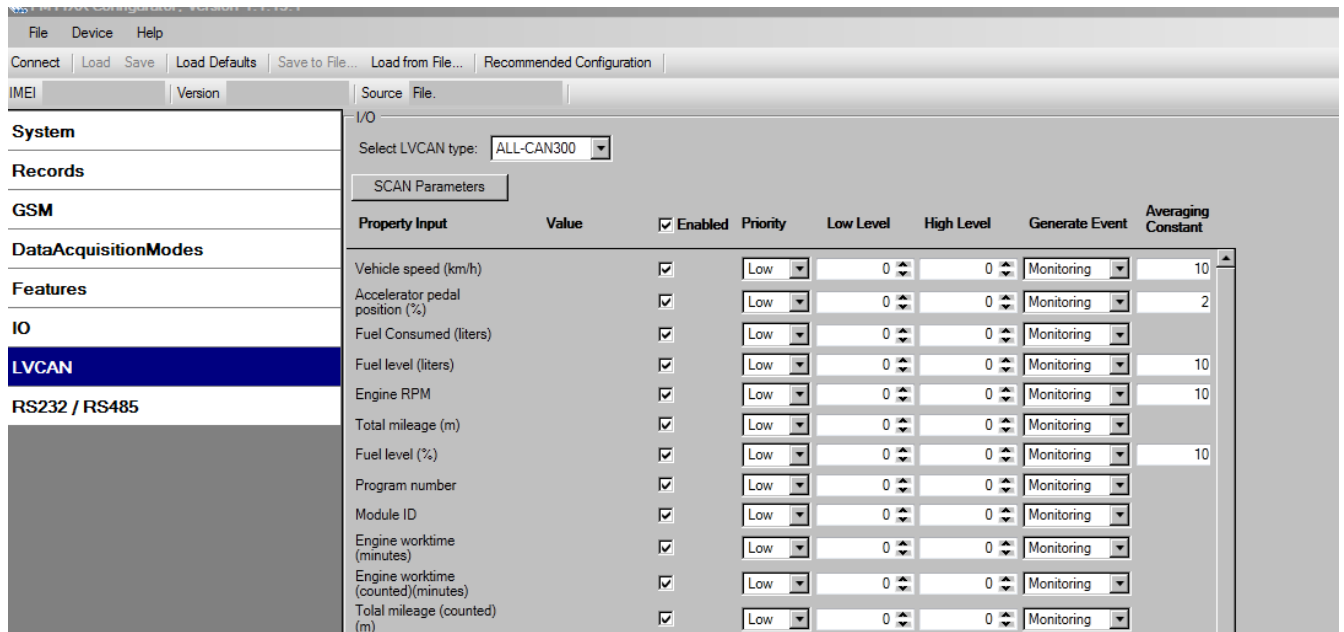 Configurator, Version 1.1.15.1
File Device Help
Connect Load Save Load Defaults Save to File... Load from File... Recommended Configuration
IMEI Version Source File.
System
Records
GSM
DataAcquisitionModes
Features
IO
LVCAN
RS232 / RS485
I/O
Select LVCAN type: ALL-CAN300
SCAN Parameters
Property Input Value Enabled Priority Low Level High Level Generate Event Averaging
Constant
Vehicle speed (km/h) Low 0 0 Monitoring 10
Accelerator pedal
position (%) Low 0 0 Monitoring 2
Fuel Consumed (liters) Low 0 0 Monitoring
Fuel level (liters) Low 0 0 Monitoring 10
Engine RPM Low 0 0 Monitoring 10
Total mileage (m) Low 0 0 Monitoring
Fuel level (%) Low 0 0 Monitoring 10
Program number Low 0 0 Monitoring
Module ID Low 0 0 Monitoring
Engine worktime
(minutes) Low 0 0 Monitoring
Engine worktime
(counted)(minutes) Low 0 0 Monitoring
Tolal mileage (counted)
(m) Low 0 0 Monitoring